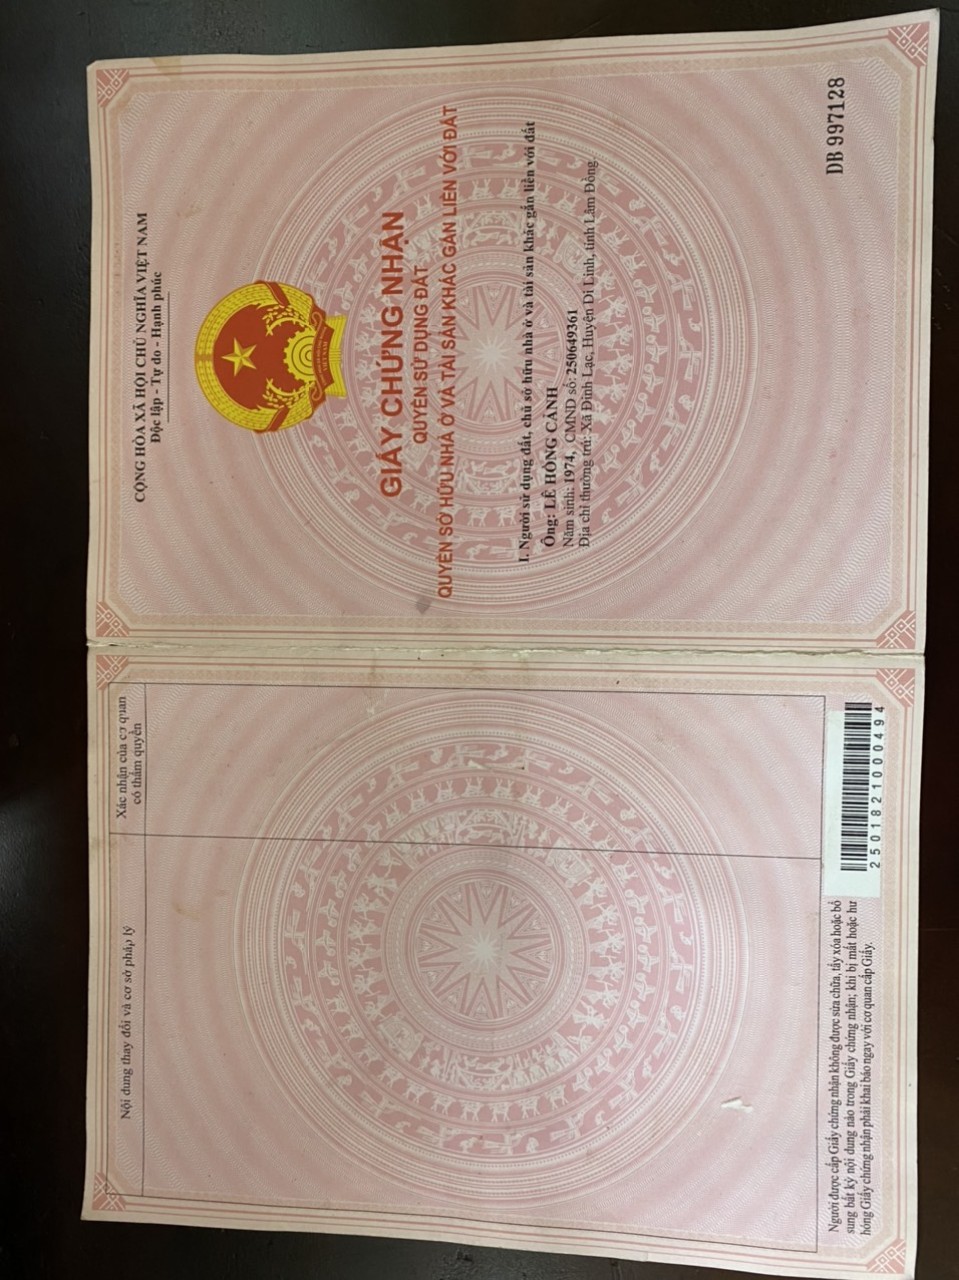 CỘNG HÒA XÃ HỘI CHỦ NGHĨA VIỆT NAM
Độc lập - Tự do - Hạnh phúc
GIẤY CHỨNG NHẬN
QUYỀN SỬ DỤNG ĐẤT
QUYỀN SỞ HỮU NHÀ Ở VÀ TÀI SẢN KHÁC GẮN LIỀN VỚI ĐẤT
I. Người sử dụng đất, chủ sở hữu nhà ở và tài sản khác gắn liền với đất
Ông: LÊ HỒNG CẢNH
Năm sinh: 1974, CMND số: 250649361
Địa chỉ thường trú: Xã Đinh Lạc, Huyện Di Linh, tỉnh Lâm Đồng.
DB 997128
Nội dung thay đổi và cơ sở pháp lý
Xác nhận của cơ quan
có thẩm quyền
Người được cấp Giấy chứng nhận không được sửa chữa, tẩy xóa hoặc bổ
sung bất kỳ nội dung nào trong Giấy chứng nhận; khi bị mất hoặc hư
hỏng Giấy chứng nhận phải khai báo ngay với cơ quan cấp Giấy.
2501821000494